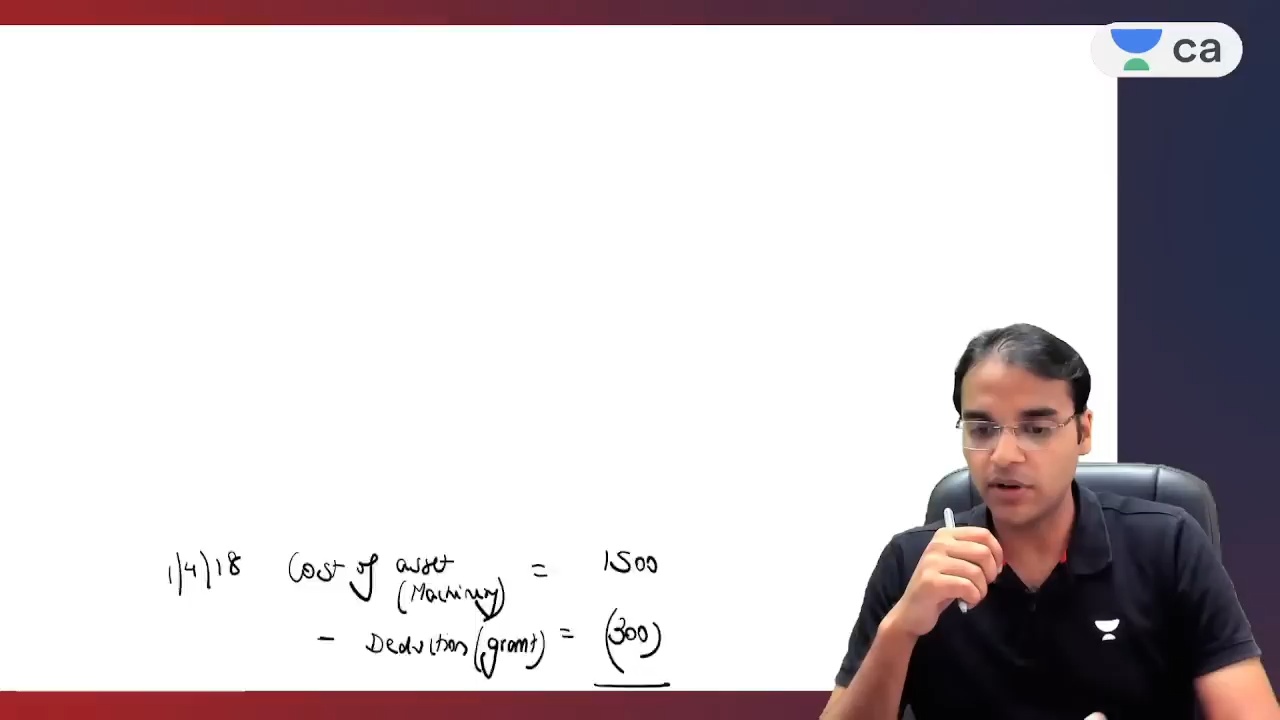 ca
1/4/18 Cost of asset = 1500
(Machinery)
- Deduction (grant) = (300)